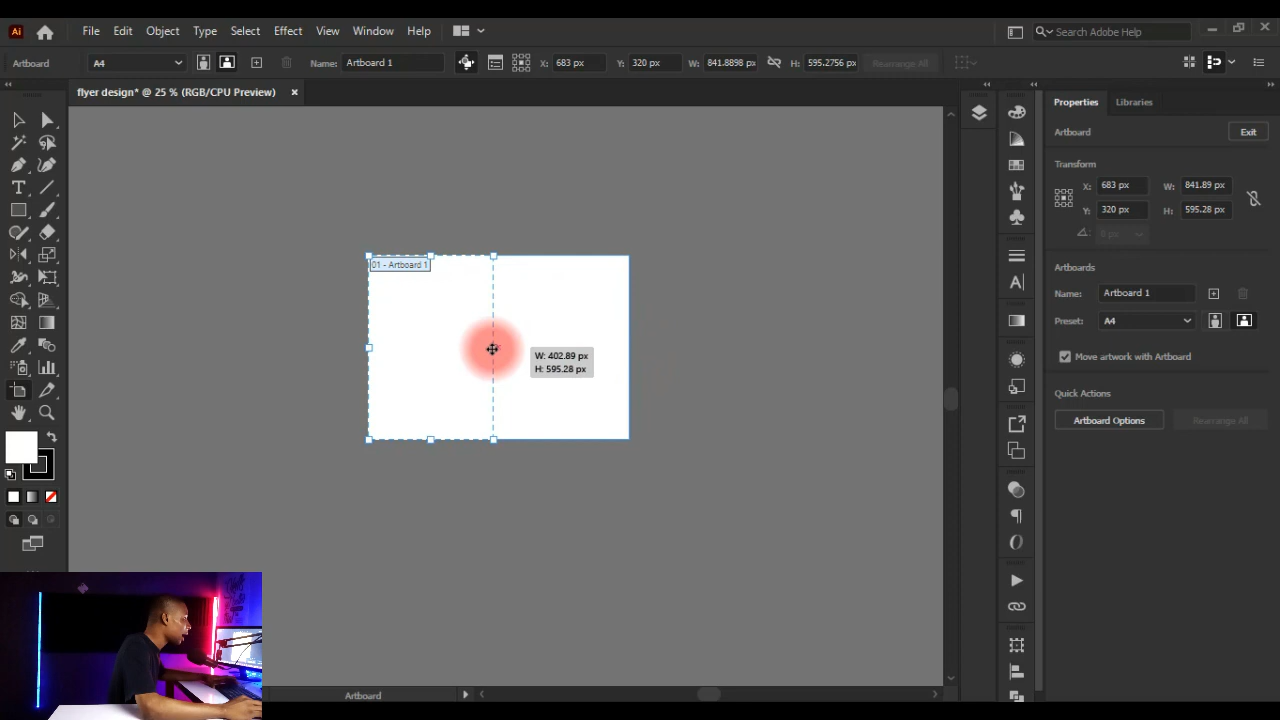 Ai
File Edit Object Type Select Effect View Window Help
Search Adobe Help
Artboard A4 Name: Artboard 1 X: 683 px Y: 320 px W: 841.8898 px H: 595.2756 px Rearrange All
flyer design* @ 25 % (RGB/CPU Preview)
Properties Libraries
Artboard Exit
Transform
X: 683 px W: 841.89 px
Y: 320 px H: 595.28 px
0 px
Artboards
Name: Artboard 1
Preset: A4
Move artwork with Artboard
Quick Actions
Artboard Options Rearrange All
01 - Artboard 1
W: 402.89 px
H: 595.28 px
Artboard